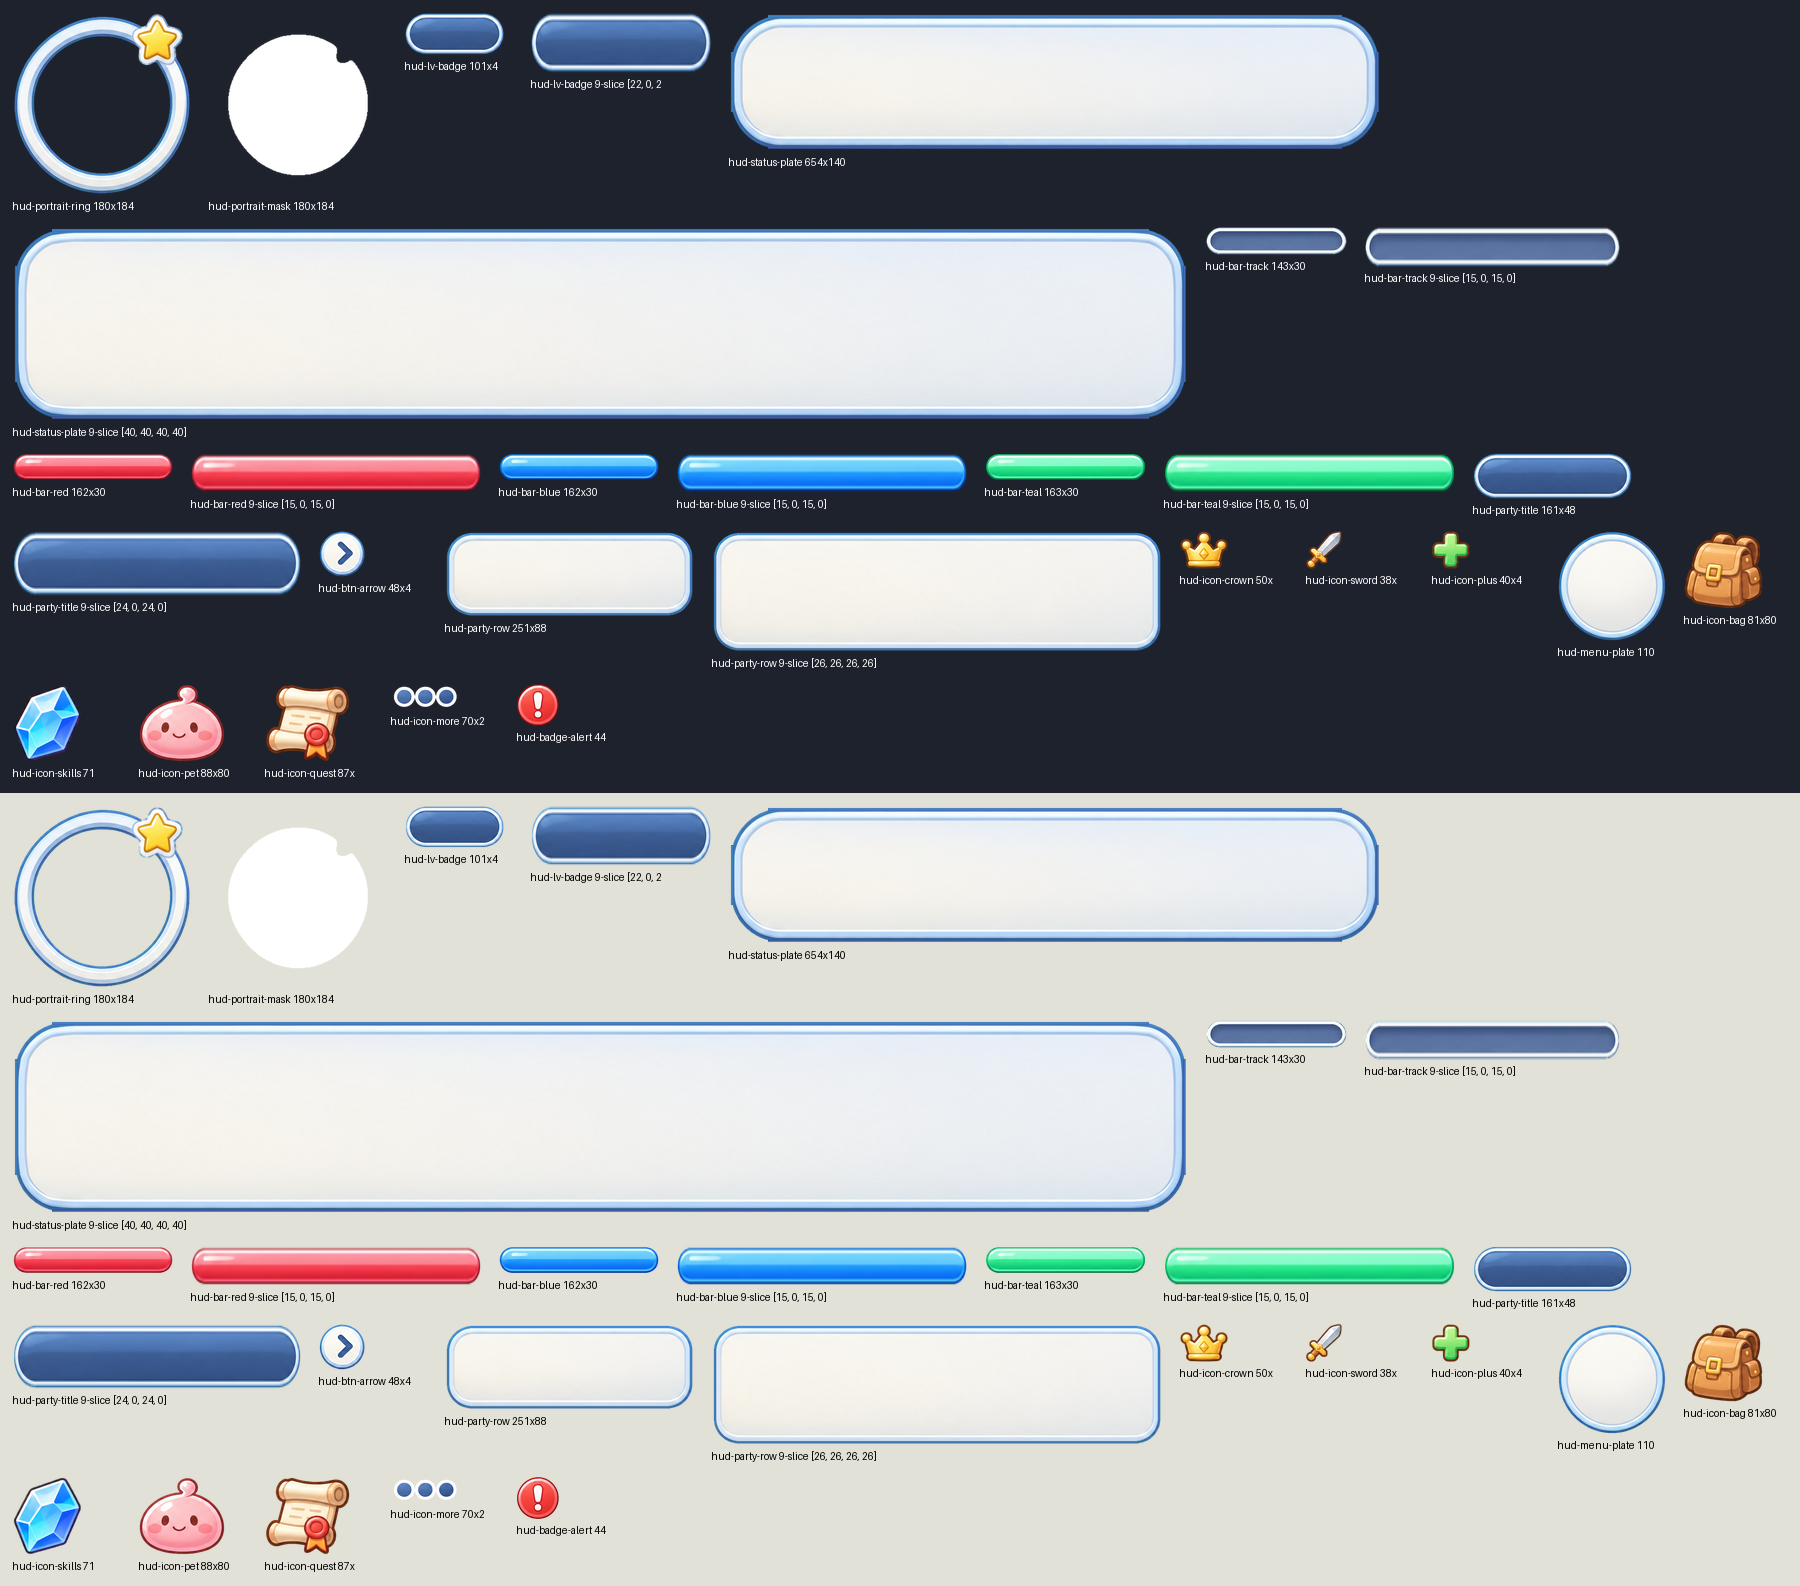 hud-lv-badge 101x4
hud-lv-badge 9-slice [22, 0, 2
hud-status-plate 654x140
hud-portrait-ring 180x184
hud-portrait-mask 180x184
hud-bar-track 143x30
hud-bar-track 9-slice [15, 0, 15, 0]
hud-status-plate 9-slice [40, 40, 40, 40]
hud-bar-red 162x30
hud-bar-red 9-slice [15, 0, 15, 0]
hud-bar-blue 162x30
hud-bar-blue 9-slice [15, 0, 15, 0]
hud-bar-teal 163x30
hud-bar-teal 9-slice [15, 0, 15, 0]
hud-party-title 161x48
hud-party-title 9-slice [24, 0, 24, 0]
hud-btn-arrow 48x4
hud-party-row 251x88
hud-party-row 9-slice [26, 26, 26, 26]
hud-icon-crown 50x
hud-icon-sword 38x
hud-icon-plus 40x4
hud-menu-plate 110
hud-icon-bag 81x80
hud-icon-skills 71
hud-icon-pet 88x80
hud-icon-quest 87x
hud-icon-more 70x2
hud-badge-alert 44
hud-lv-badge 101x4
hud-lv-badge 9-slice [22, 0, 2
hud-status-plate 654x140
hud-portrait-ring 180x184
hud-portrait-mask 180x184
hud-bar-track 143x30
hud-bar-track 9-slice [15, 0, 15, 0]
hud-status-plate 9-slice [40, 40, 40, 40]
hud-bar-red 162x30
hud-bar-red 9-slice [15, 0, 15, 0]
hud-bar-blue 162x30
hud-bar-blue 9-slice [15, 0, 15, 0]
hud-bar-teal 163x30
hud-bar-teal 9-slice [15, 0, 15, 0]
hud-party-title 161x48
hud-party-title 9-slice [24, 0, 24, 0]
hud-btn-arrow 48x4
hud-party-row 251x88
hud-party-row 9-slice [26, 26, 26, 26]
hud-icon-crown 50x
hud-icon-sword 38x
hud-icon-plus 40x4
hud-menu-plate 110
hud-icon-bag 81x80
hud-icon-skills 71
hud-icon-pet 88x80
hud-icon-quest 87x
hud-icon-more 70x2
hud-badge-alert 44